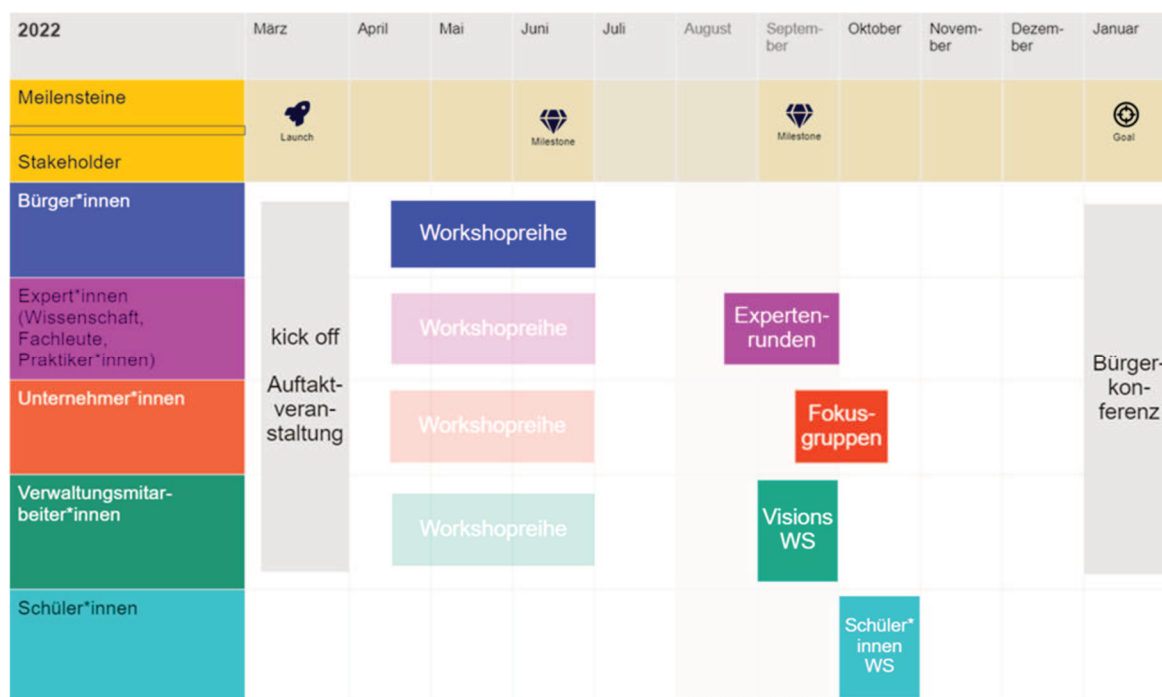 2022
März
April
Mai
Juni
Juli
August
Septem-
ber
Oktober
Novem-
ber
Dezem-
ber
Januar
Meilensteine
Stakeholder
Launch
Milestone
Milestone
Goal
Bürger*innen
Workshopreihe
Expert*innen
(Wissenschaft,
Fachleute,
Praktiker*innen)
Workshopreihe
Experten-
runden
kick off
Auftakt-
veran-
staltung
Bürger-
kon-
ferenz
Unternehmer*innen
Workshopreihe
Fokus-
gruppen
Verwaltungsmitar-
beiter*innen
Workshopreihe
Visions
WS
Schüler*innen
Schüler*
innen
WS